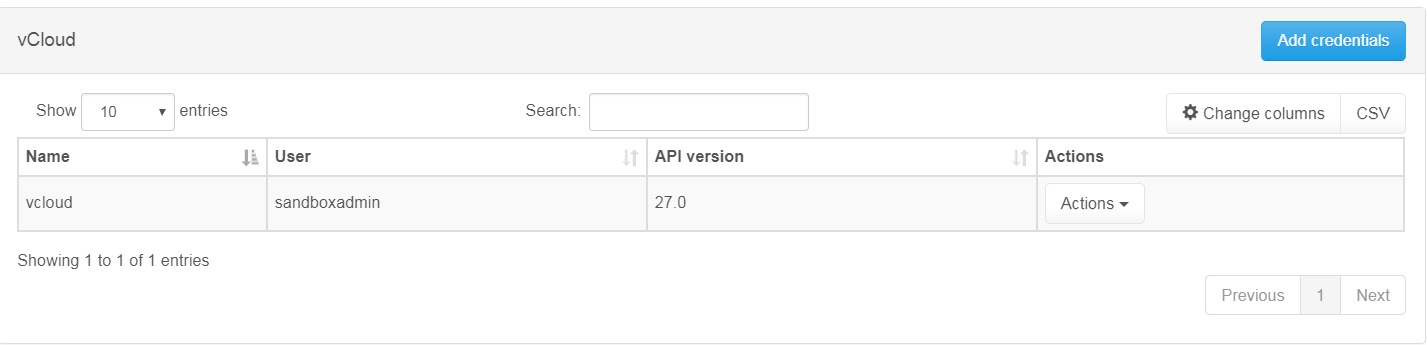 vCloud
Add credentials
Show 10 entries
Search:
Change columns
CSV
Name User API version Actions
vcloud sandboxadmin 27.0 Actions
Showing 1 to 1 of 1 entries
Previous 1 Next